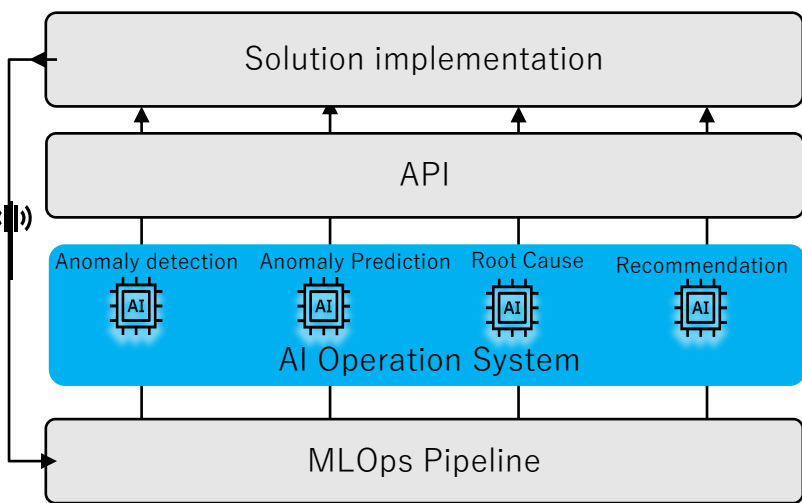 Solution implementation
API
Anomaly detection
Anomaly Prediction
Root Cause
Recommendation
AI
AI
AI
AI
AI Operation System
MLOps Pipeline